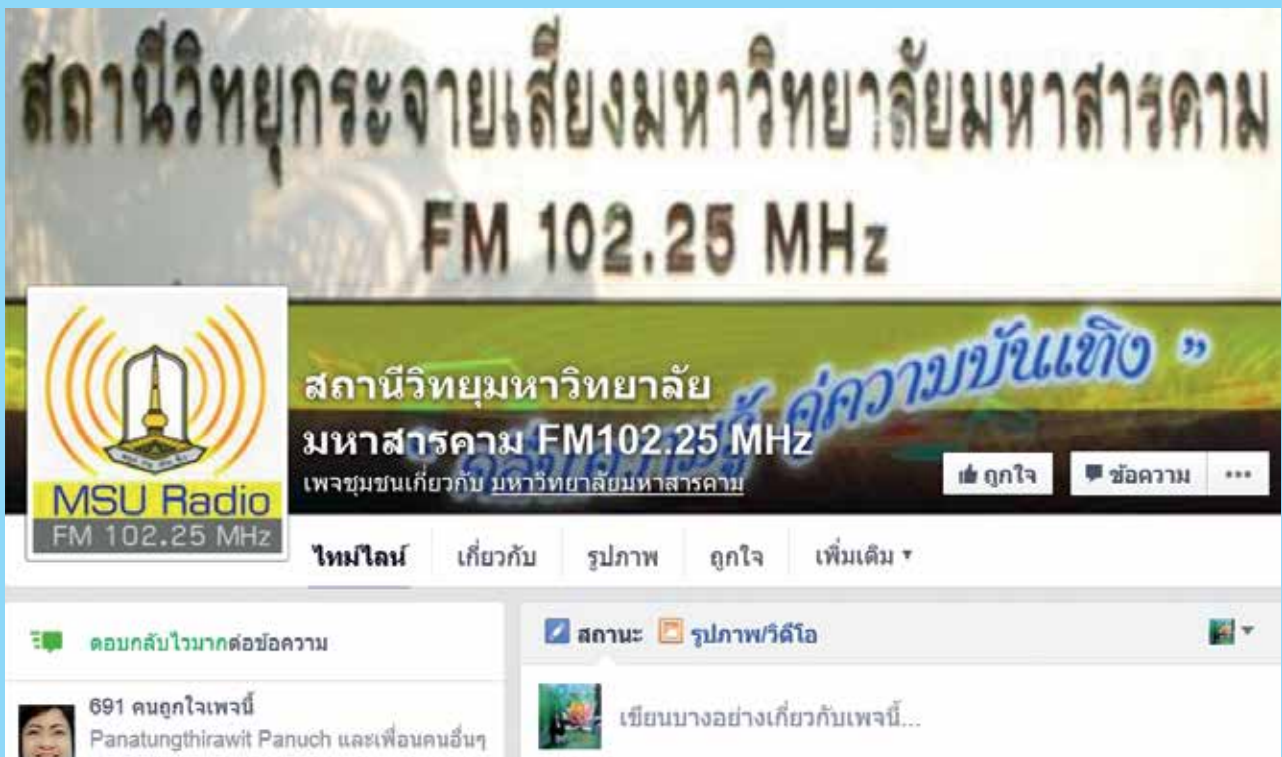 สถานีวิทยุกระจายเสียงมหาวิทยาลัยมหาสารคาม
FM 102.25 MHz
คู่ความบันเทิง ”
MSU Radio
FM 102.25 MHz
สถานีวิทยุมหาวิทยาลัย
มหาสารคาม FM102.25 MHz
เพจชุมชนเกี่ยวกับ มหาวิทยาลัยมหาสารคาม
ถูกใจ ข้อความ ...
ไทม์ไลน์ เกี่ยวกับ รูปภาพ ถูกใจ เพิ่มเติม
ตอบกลับไวมากต่อข้อความ
691 คนถูกใจเพจนี้
Panatungthirawit Panuch และเพื่อนคนอื่นๆ
สถานะ รูปภาพ/วิดีโอ
เขียนบางอย่างเกี่ยวกับเพจนี้...